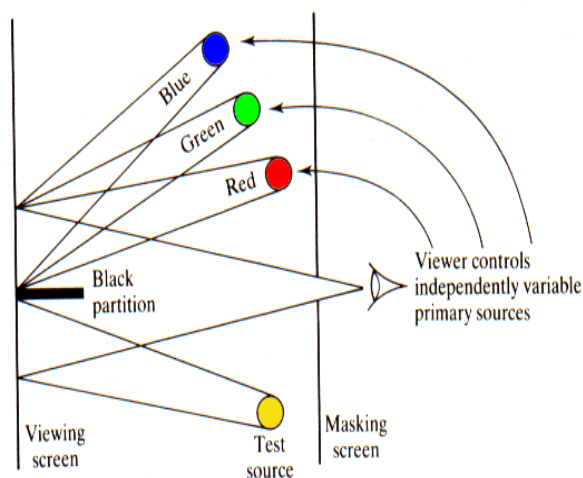 Blue
Green
Red
Black
partition
Viewer controls
independently variable
primary sources
Viewing
screen
Test
source
Masking
screen